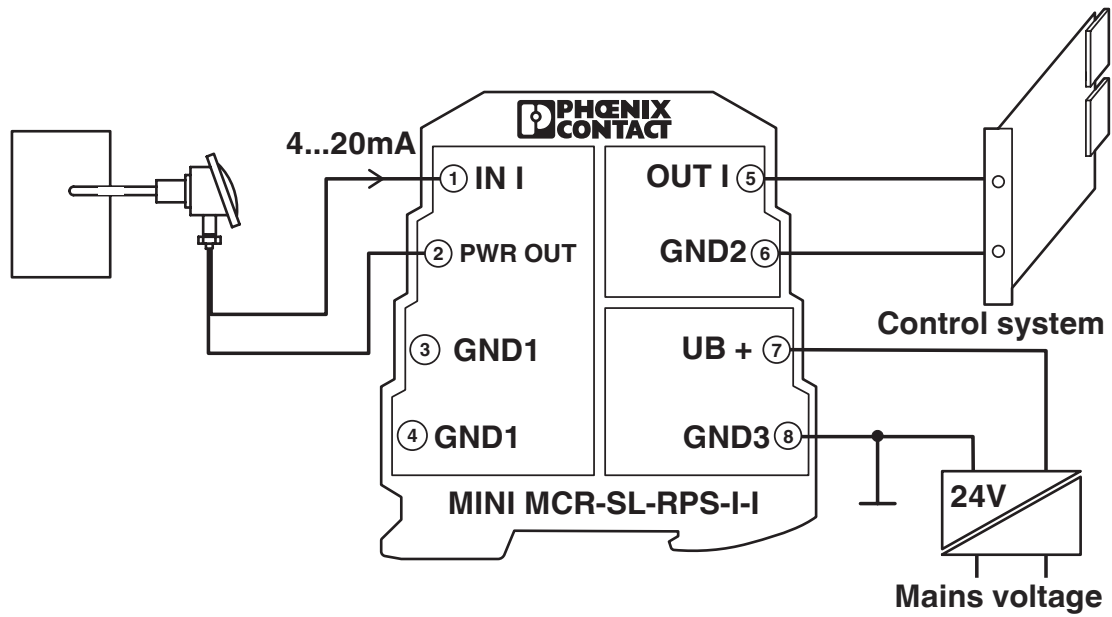 PHŒNIX
CONTACT
4...20mA
1 IN I
OUT I 5
2 PWR OUT
GND2 6
Control system
3 GND1
UB + 7
4 GND1
GND3 8
24V
MINI MCR-SL-RPS-I-I
Mains voltage